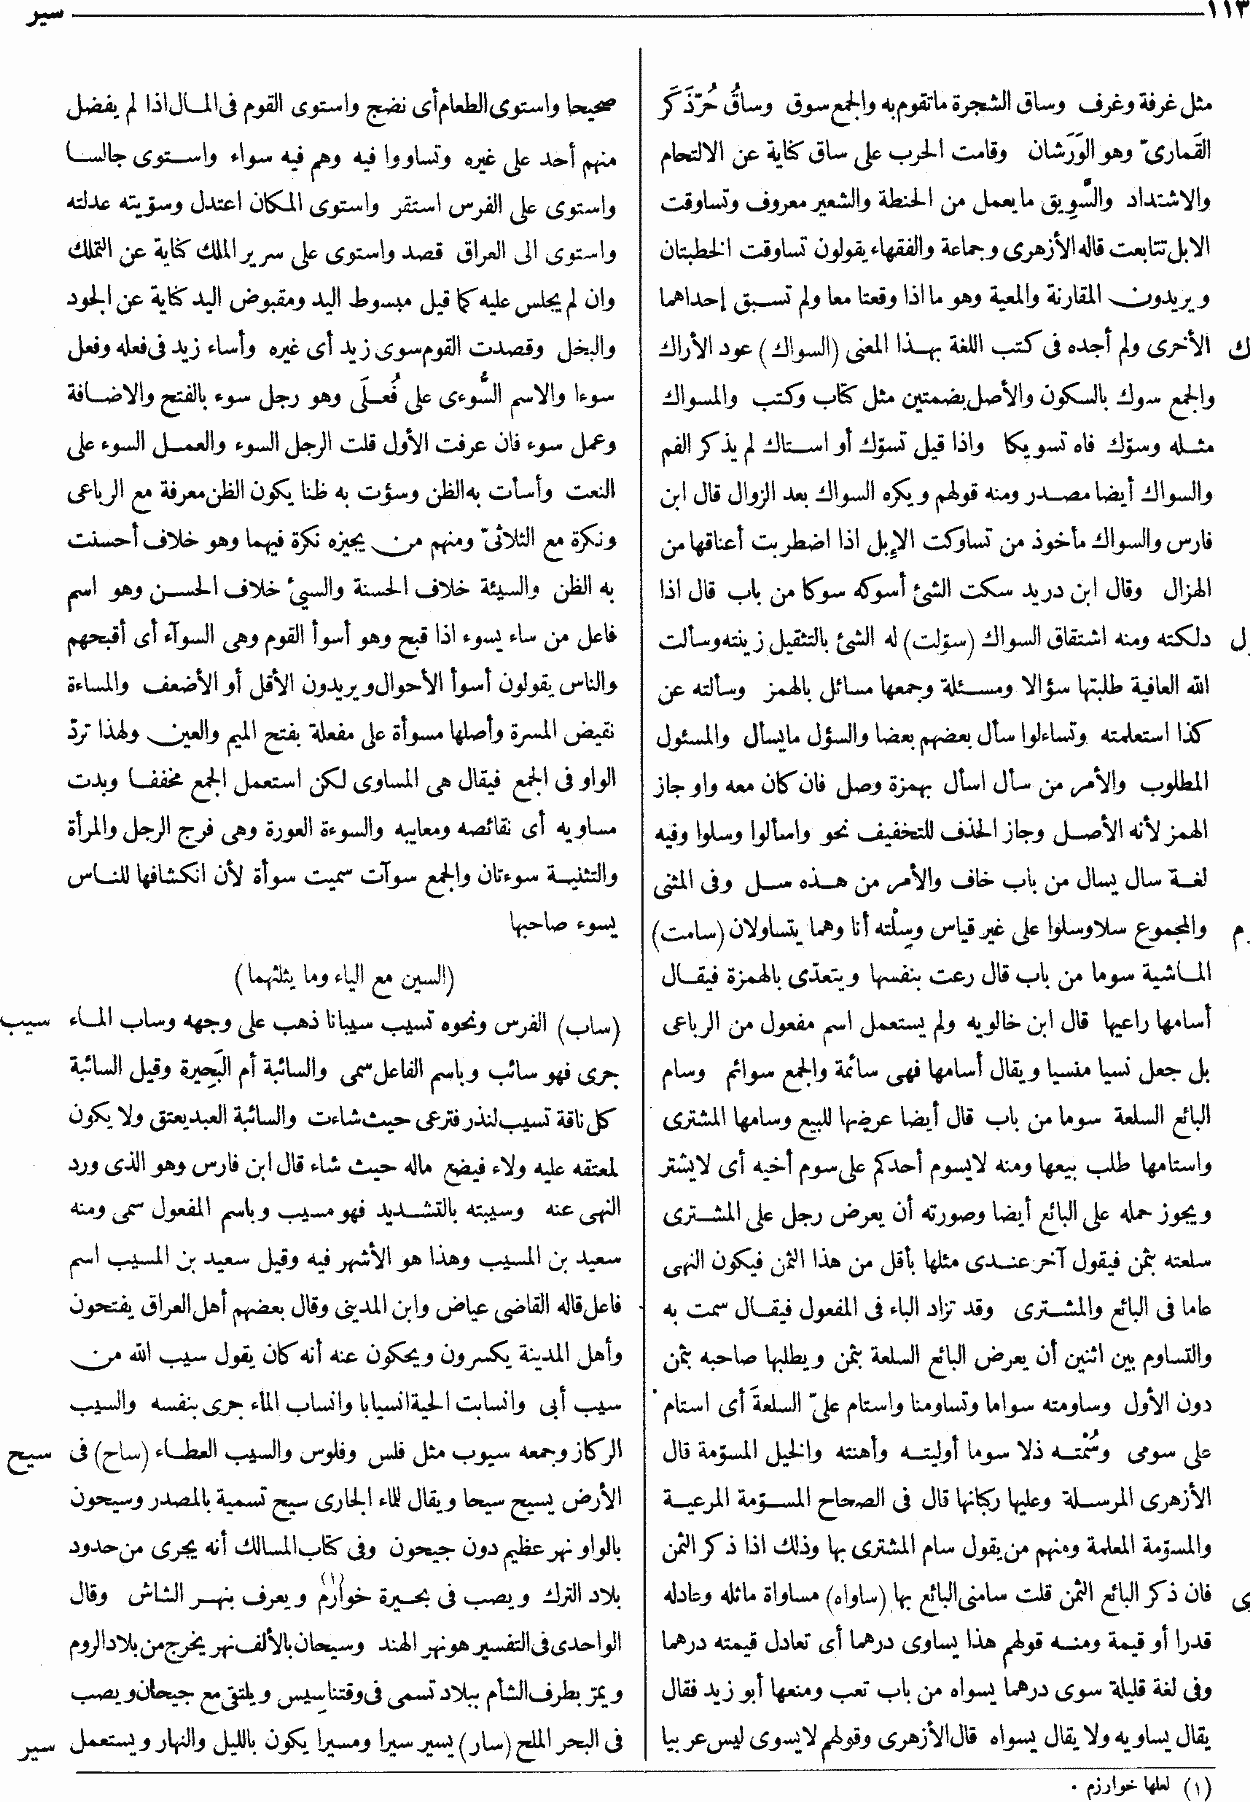 ١١٣
سير
مثل غرفة وغرف وساق الشجرة ماتقوم به والجمع سوق وساقُ حُرّ ذَكَر
القَمارىّ وهو الوَرَشان وقامت الحرب على ساق كناية عن الالتحام
والاشتداد والسَّوِيق مايعمل من الحنطة والشعير معروف وتساوقت
الابل تتابعت قاله الأزهرى وجماعة والفقهاء يقولون تساوقت الخطبتان
ويريدون المقارنة والمعية وهو ما اذا وقعتا معا ولم تسبق إحداهما
الأخرى ولم أجده فى كتب اللغة بهذا المعنى (السواك) عود الأراك
والجمع سوك بالسكون والأصل بضمتين مثل كتاب وكتب والمسواك
مثله وسوّك فاه تسويكا واذا قيل تسوّك أو استاك لم يذكر الفم
والسواك أيضا مصدر ومنه قولهم ويكره السواك بعد الزوال قال ابن
فارس والسواك مأخوذ من تساوكت الإبل اذا اضطربت أعناقها من
الهزال وقال ابن دريد سكت الشئ أسوكه سوكا من باب قال اذا
دلكته ومنه اشتقاق السواك (سوّلت) له الشئ بالتثقيل زينته وسألت
الله العافية طلبتها سؤالا ومسئلة وجمعها مسائل بالهمز وسألته عن
كذا استعلمته وتساءلوا سأل بعضهم بعضا والسؤل مايسأل والمسئول
المطلوب والأمر من سأل اسأل بهمزة وصل فان كان معه واو جاز
الهمز لأنه الأصل وجاز الحذف للتخفيف نحو واسألوا وسلوا وفيه
لغة سال يسال من باب خاف والأمر من هذه سل وفى المثنى
والمجموع سلا وسلوا على غير قياس وسِلْته أنا وهما يتساولان (سامت)
الماشية سوما من باب قال رعت بنفسها ويتعدّى بالهمزة فيقال
أسامها راعيها قال ابن خالويه ولم يستعمل اسم مفعول من الرباعى
بل جعل نسيا منسيا ويقال أسامها فهى سائمة والجمع سوائم وسام
البائع السلعة سوما من باب قال أيضا عرضها للبيع وسامها المشترى
واستامها طلب بيعها ومنه لايسوم أحدكم على سوم أخيه أى لايشتر
ويجوز حمله على البائع أيضا وصورته أن يعرض رجل على المشترى
سلعته بثمن فيقول آخر عندى مثلها بأقل من هذا الثمن فيكون النهى
عاما فى البائع والمشترى وقد تزاد الباء فى المفعول فيقال سمت به
والتساوم بين اثنين أن يعرض البائع السلعة بثمن ويطلبها صاحبه بثمن
دون الأول وساومته سواما وتساومنا واستام علىّ السلعةَ أى استام
على سومى وسُمْته ذلا سوما أوليته وأهنته والخيل المسوّمة قال
الأزهرى المرسلة وعليها ركبانها قال فى الصحاح المسوّمة المرعية
والمسوّمة المعلمة ومنهم من يقول سام المشترى بها وذلك اذا ذكر الثمن
فان ذكر البائع الثمن قلت سامنى البائع بها (ساواه) مساواة ماثله وعادله
قدرا أو قيمة ومنه قولهم هذا يساوى درهما أى تعادل قيمته درهما
وفى لغة قليلة سوى درهما يسواه من باب تعب ومنعها أبو زيد فقال
يقال يساويه ولا يقال يسواه قال الأزهرى وقولهم لايسوى ليس عربيا
صحيحا واستوى الطعام أى نضج واستوى القوم فى المال اذا لم يفضل
منهم أحد على غيره وتساووا فيه وهم فيه سواء واستوى جالسا
واستوى على الفرس استقر واستوى المكان اعتدل وسوّيته عدلته
واستوى الى العراق قصد واستوى على سرير الملك كناية عن التملك
وان لم يجلس عليه كما قيل مبسوط اليد ومقبوض اليد كناية عن الجود
والبخل وقصدت القوم سوى زيد أى غيره وأساء زيد فى فعله وفعل
سوءا والاسم السُّوءى على فُعلَى وهو رجل سوء بالفتح والاضافة
وعمل سوء فان عرفت الأول قلت الرجل السوء والعمل السوء على
النعت وأسأت به الظن وسؤت به ظنا يكون الظن معرفة مع الرباعى
ونكرة مع الثلاثىّ ومنهم من يجيزه نكرة فيهما وهو خلاف أحسنت
به الظن والسيئة خلاف الحسنة والسيئ خلاف الحسن وهو اسم
فاعل من ساء يسوء اذا قبح وهو أسوأ القوم وهى السوآء أى أقبحهم
والناس يقولون أسوأ الأحوال ويريدون الأقل أو الأضعف والمساءة
نقيض المسرة وأصلها مسوأة على مفعلة بفتح الميم والعين ولهذا تردّ
الواو فى الجمع فيقال هى المساوى لكن استعمل الجمع مخففا وبدت
مساويه أى نقائصه ومعايبه والسوءة العورة وهى فرج الرجل والمرأة
والتثنية سوءتان والجمع سوآت سميت سوأة لأن انكشافها للناس
يسوء صاحبها
(السين مع الياء وما يثلثهما)
سيب (ساب) الفرس ونحوه تسيب سيبانا ذهب على وجهه وساب الماء
جرى فهو سائب وباسم الفاعل سمى والسائبة أم البَحِيرة وقيل السائبة
كل ناقة تسيب لنذر فترعى حيث شاءت والسائبة العبد يعتق ولا يكون
لمعتقه عليه ولاء فيضع ماله حيث شاء قال ابن فارس وهو الذى ورد
النهى عنه وسيبته بالتشديد فهو مسيب وباسم المفعول سمى ومنه
سعيد بن المسيب وهذا هو الأشهر فيه وقيل سعيد بن المسيب اسم
فاعل قاله القاضى عياض وابن المدينى وقال بعضهم أهل العراق يفتحون
وأهل المدينة يكسرون ويحكون عنه أنه كان يقول سيب الله من
سيب أبى وانسابت الحية انسيابا وانساب الماء جرى بنفسه والسيب
الركاز وجمعه سيوب مثل فلس وفلوس والسيب العطاء (ساح) فى سيح
الأرض يسيح سيحا ويقال للماء الجارى سيح تسمية بالمصدر وسيحون
بالواو نهر عظيم دون جيحون وفى كتاب المسالك أنه يجرى من حدود
بلاد الترك ويصب فى بحيرة خوارم (١) ويعرف بنهر الشاش وقال
الواحدى فى التفسير هو نهر الهند وسيحان بالألف نهر يخرج من بلاد الروم
ويمرّ بطرف الشأم ببلاد تسمى فى وقتنا سيس ويلتقى مع جيحان ويصب
فى البحر الملح (سار) يسير سيرا ومسيرا يكون بالليل والنهار ويستعمل سير
(١) لعلها خوارزم .